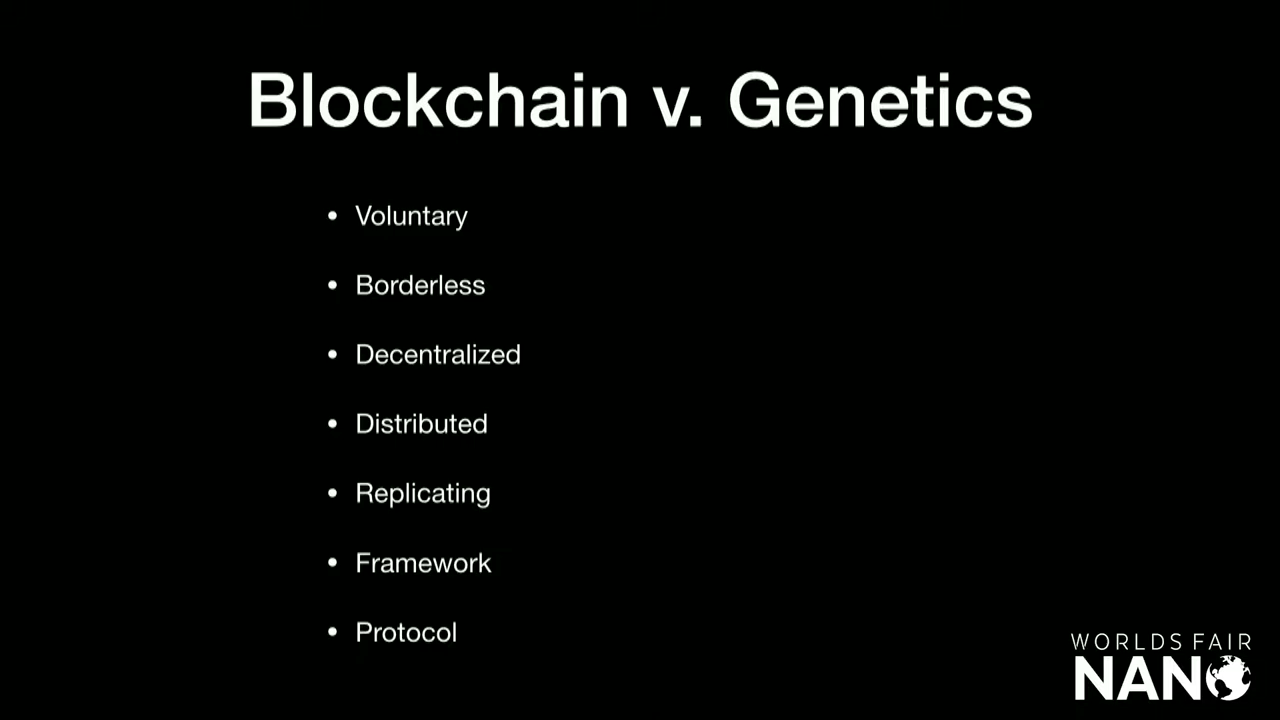 Blockchain v. Genetics
• Voluntary
• Borderless
• Decentralized
• Distributed
• Replicating
• Framework
• Protocol
WORLDS FAIR
NANO